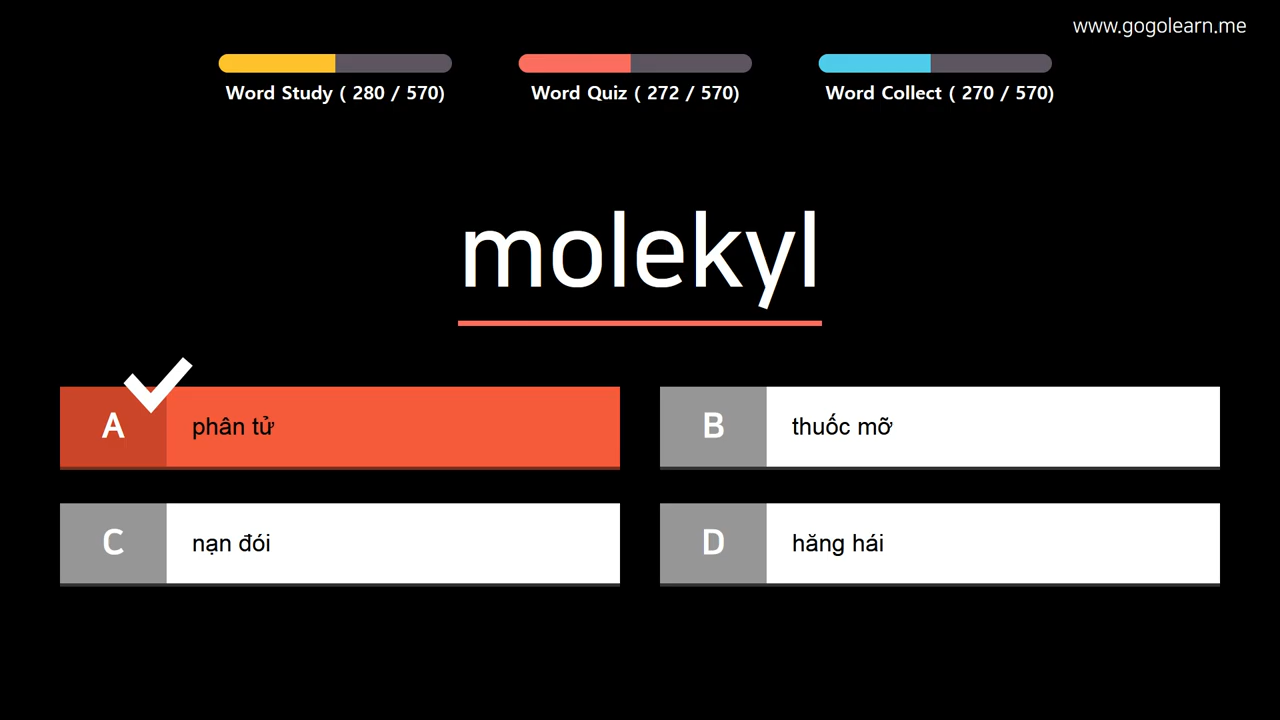 www.gogolearn.me
Word Study ( 280 / 570)
Word Quiz ( 272 / 570)
Word Collect ( 270 / 570)
molekyl
A phân tử
B thuốc mỡ
C nạn đói
D hăng hái